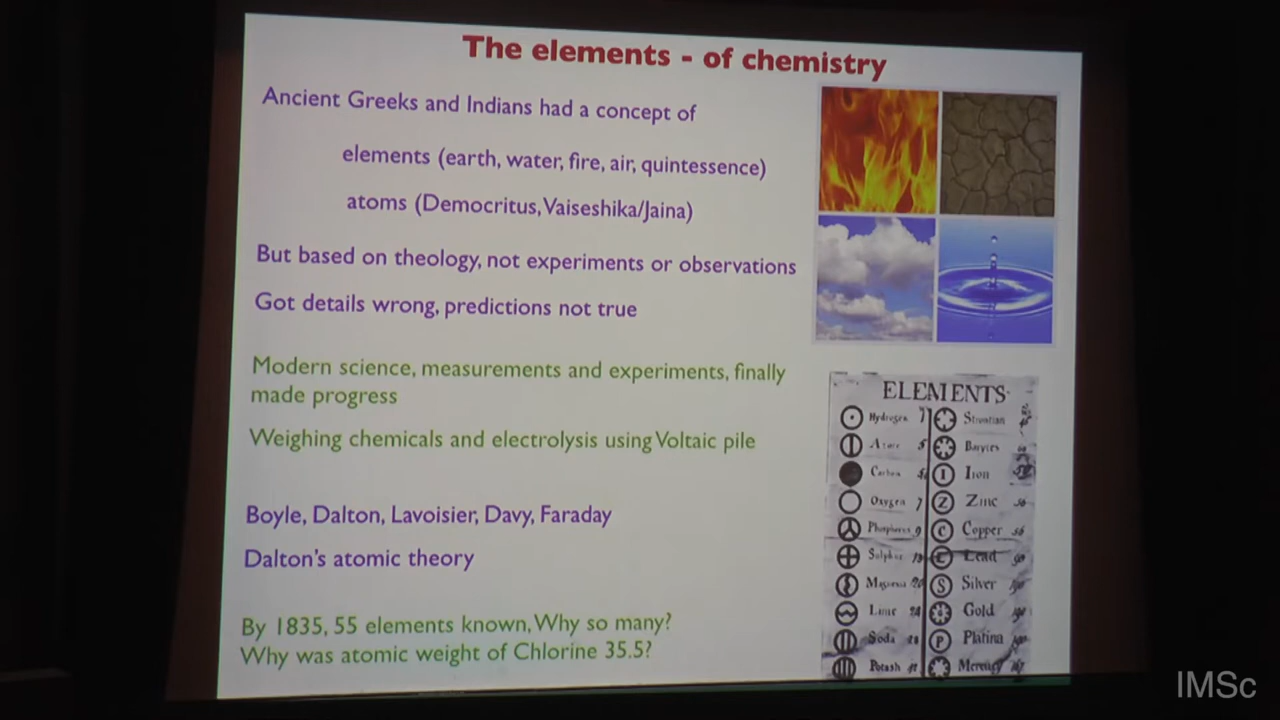 The elements - of chemistry
Ancient Greeks and Indians had a concept of
elements (earth, water, fire, air, quintessence)
atoms (Democritus, Vaiseshika/Jaina)
But based on theology, not experiments or observations
Got details wrong, predictions not true
Modern science, measurements and experiments, finally
made progress
Weighing chemicals and electrolysis using Voltaic pile
Boyle, Dalton, Lavoisier, Davy, Faraday
Dalton's atomic theory
By 1835, 55 elements known, Why so many?
Why was atomic weight of Chlorine 35.5?
ELEMENTS
Hydrogen
Strontian
Barytes
Carbon
I Iron
Oxygen 7
Z Zinc
Phosphorus 9
C Copper
Sulphur
Lead
Magnesia
S Silver
Lime
Gold
Soda
P Platina
Potash
Mercury
IMSc